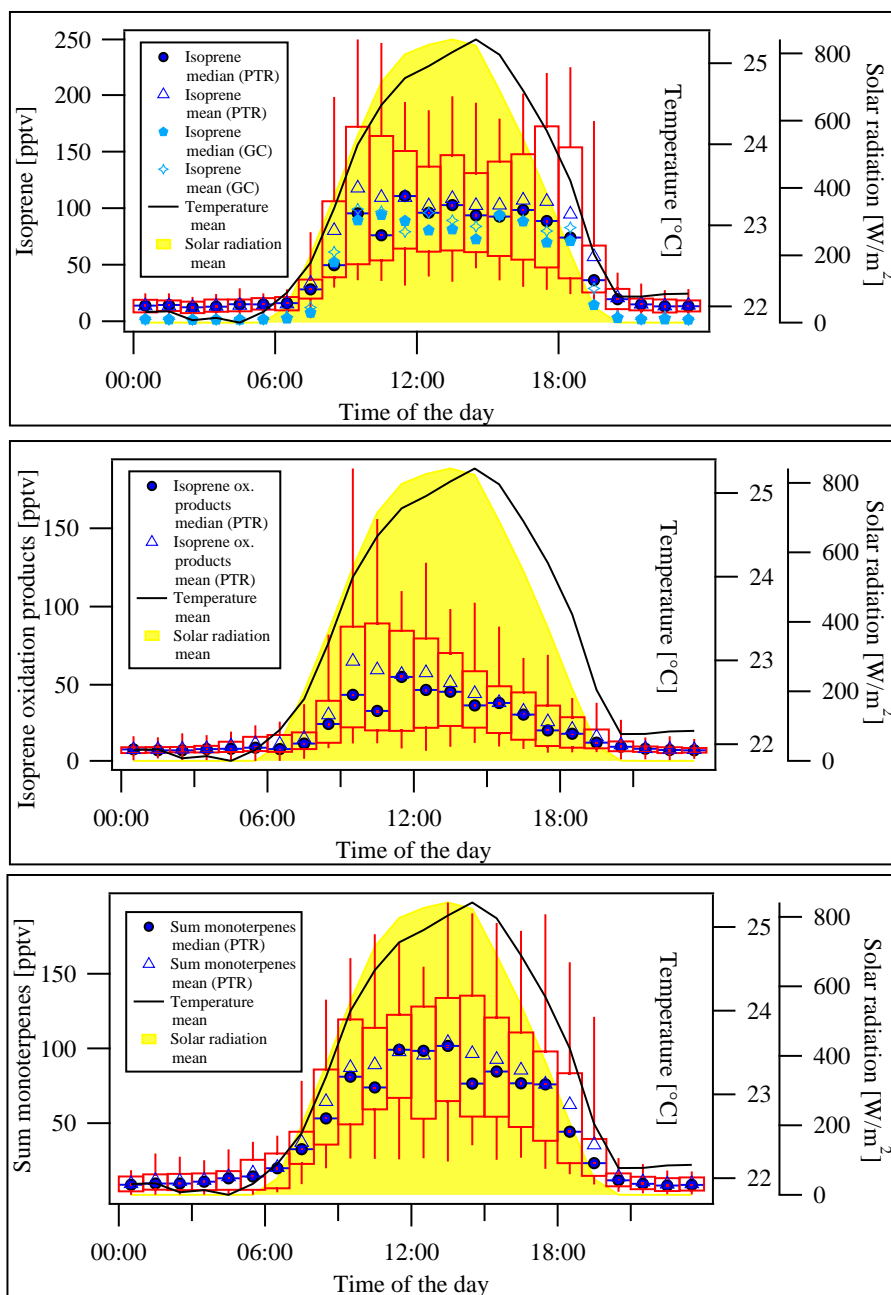 250
200
150
100
50
0
Isoprene [pptv]
Isoprene
median (PTR)
Isoprene
mean (PTR)
Isoprene
median (GC)
Isoprene
mean (GC)
Temperature
mean
Solar radiation
mean
25
24
23
22
Temperature [°C]
800
600
400
200
0
Solar radiation [W/m2]
00:00
06:00
12:00
18:00
Time of the day
150
100
50
0
Isoprene oxidation products [pptv]
Isoprene ox.
products
median (PTR)
Isoprene ox.
products
mean (PTR)
Temperature
mean
Solar radiation
mean
25
24
23
22
Temperature [°C]
800
600
400
200
0
Solar radiation [W/m2]
00:00
06:00
12:00
18:00
Time of the day
150
100
50
Sum monoterpenes [pptv]
Sum monoterpenes
median (PTR)
Sum monoterpenes
mean (PTR)
Temperature
mean
Solar radiation
mean
25
24
23
22
Temperature [°C]
800
600
400
200
0
Solar radiation [W/m2]
00:00
06:00
12:00
18:00
Time of the day